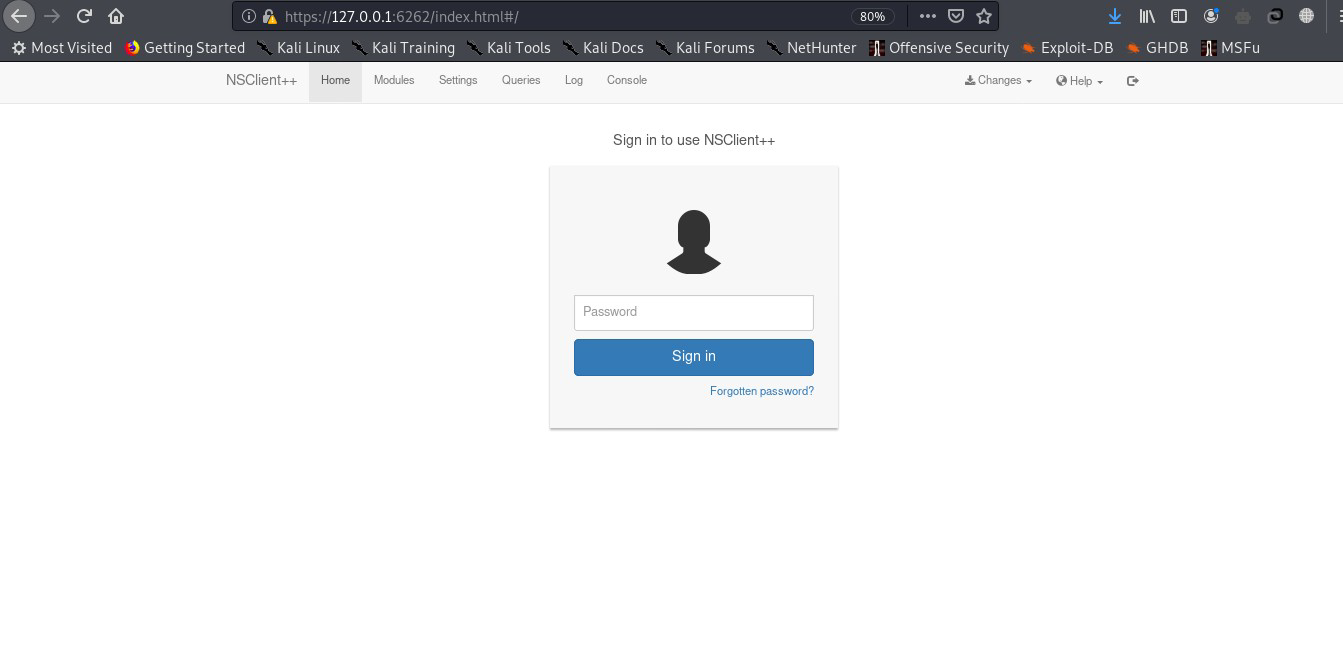 https://127.0.0.1:6262/index.html#/ 80%
Most Visited Getting Started Kali Linux Kali Training Kali Tools Kali Docs Kali Forums NetHunter Offensive Security Exploit-DB GHDB MSFu
NSClient++ Home Modules Settings Queries Log Console Changes Help
Sign in to use NSClient++
Password
Sign in
Forgotten password?